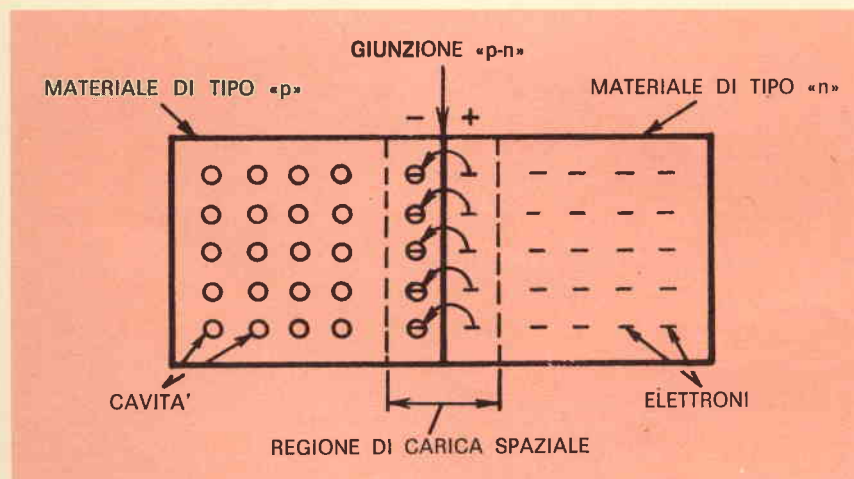 GIUNZIONE «p-n»
MATERIALE DI TIPO «p»
MATERIALE DI TIPO «n»
- +
CAVITA'
ELETTRONI
REGIONE DI CARICA SPAZIALE